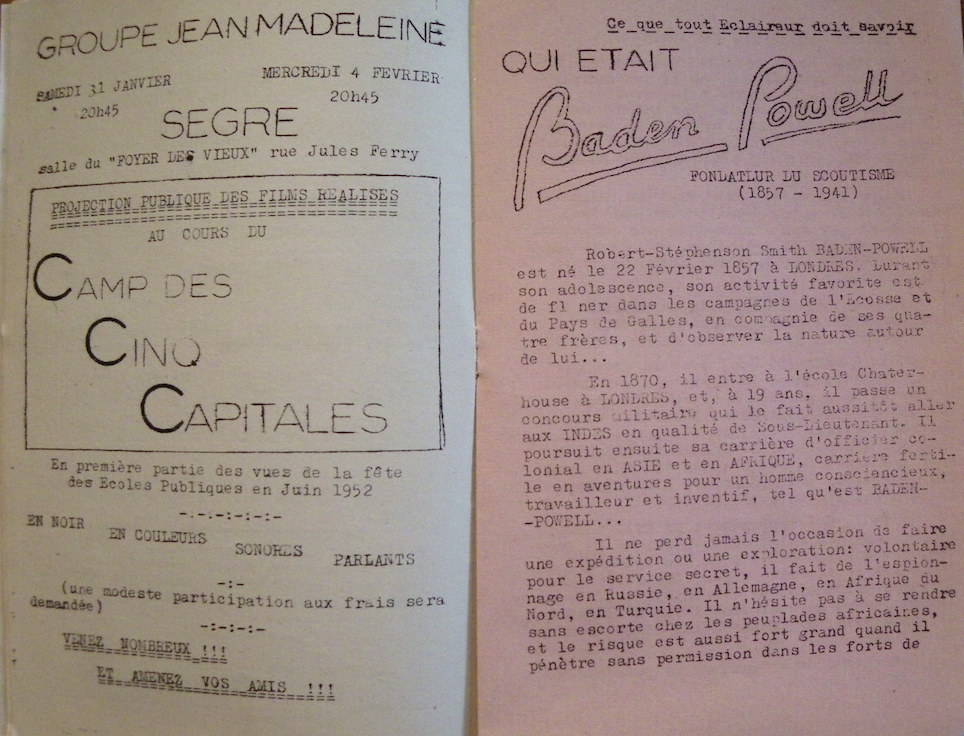 GROUPE JEAN MADELEINE
SAMEDI 31 JANVIER
20h45
MERCREDI 4 FEVRIER
20h45
SEGRE
salle du "FOYER DES VIEUX" rue Jules Ferry
PROJECTION PUBLIQUE DES FILMS REALISES
AU COURS DU
CAMP DES
CINQ
CAPITALES
En première partie des vues de la fête
des Ecoles Publiques en Juin 1952
-.-.-:-:-:-
EN NOIR
EN COULEURS
SONORES
PARLANTS
-:-
(une modeste participation aux frais sera
demandée)
-:-:-:-
VENEZ NOMBREUX !!!
ET AMENEZ VOS AMIS !!!
Ce que tout Eclaireur doit savoir
QUI ETAIT
Baden Powell
FONDATEUR DU SCOUTISME
(1857 - 1941)
Robert-Stéphenson Smith BADEN-POWELL
est né le 22 Février 1857 à LONDRES. Durant
son adolescence, son activité favorite est
de fl ner dans les campagnes de l'Ecosse et
du Pays de Galles, en compagnie de ses qua-
tre frères, et d'observer la nature autour
de lui...
En 1870, il entre à l'école Chater-
house à LONDRES, et, à 19 ans, il passe un
concours militaire qui le fait aussitôt aller
aux INDES en qualité de Sous-Lieutenant. Il
poursuit ensuite sa carrière d'officier co-
lonial en ASIE et en AFRIQUE, carrière ferti-
le en aventures pour un homme consciencieux,
travailleur et inventif, tel qu'est BADEN-
-POWELL...
Il ne perd jamais l'occasion de faire
une expédition ou une exploration: volontaire
pour le service secret, il fait de l'espion-
nage en Russie, en Allemagne, en Afrique du
Nord, en Turquie. Il n'hésite pas à se rendre
sans escorte chez les peuplades africaines,
et le risque est aussi fort grand quand il
pénètre sans permission dans les forts de